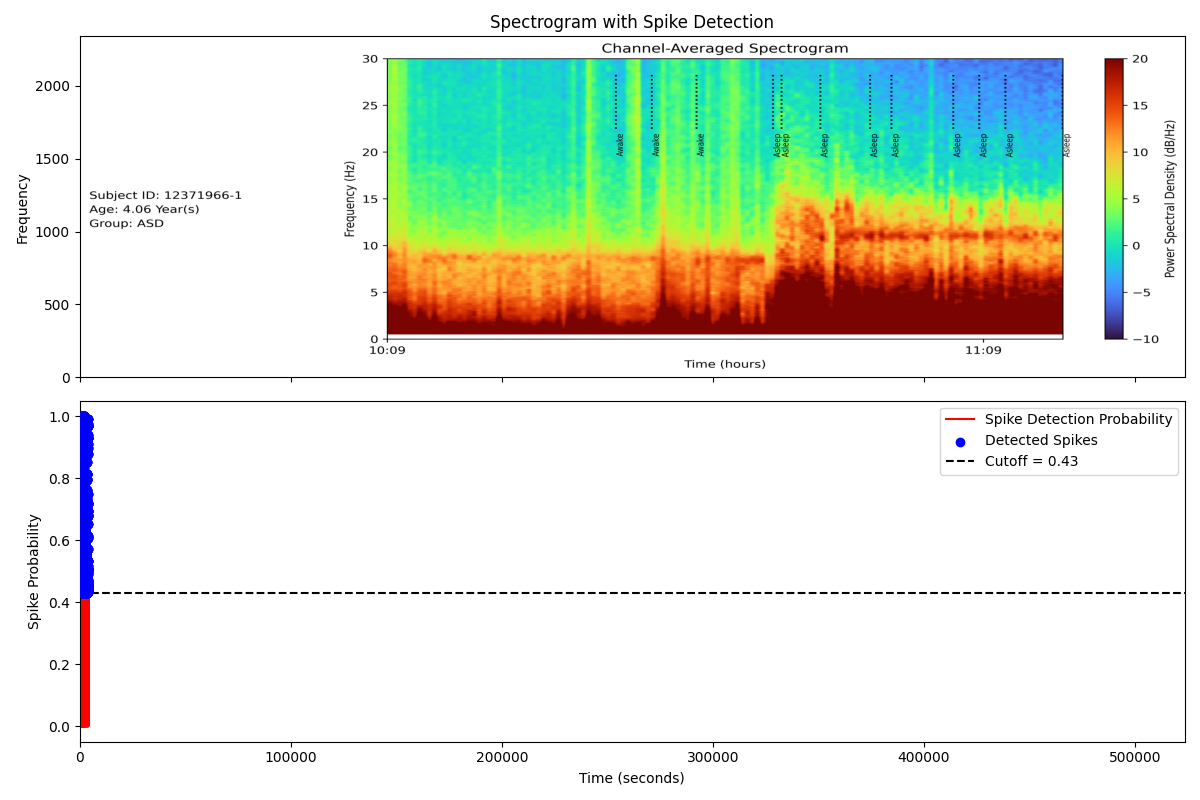 Spectrogram with Spike Detection
Channel-Averaged Spectrogram
Frequency
2000
1500
1000
500
0
Subject ID: 12371966-1
Age: 4.06 Year(s)
Group: ASD
Frequency (Hz)
30
25
20
15
10
5
0
Awake
Awake
Awake
Asleep
Asleep
Asleep
Asleep
Asleep
Asleep
Asleep
Asleep
Asleep
10:09
11:09
Time (hours)
20
15
10
5
0
−5
−10
Power Spectral Density (dB/Hz)
Spike Probability
1.0
0.8
0.6
0.4
0.2
0.0
Spike Detection Probability
Detected Spikes
Cutoff = 0.43
0
100000
200000
300000
400000
500000
Time (seconds)